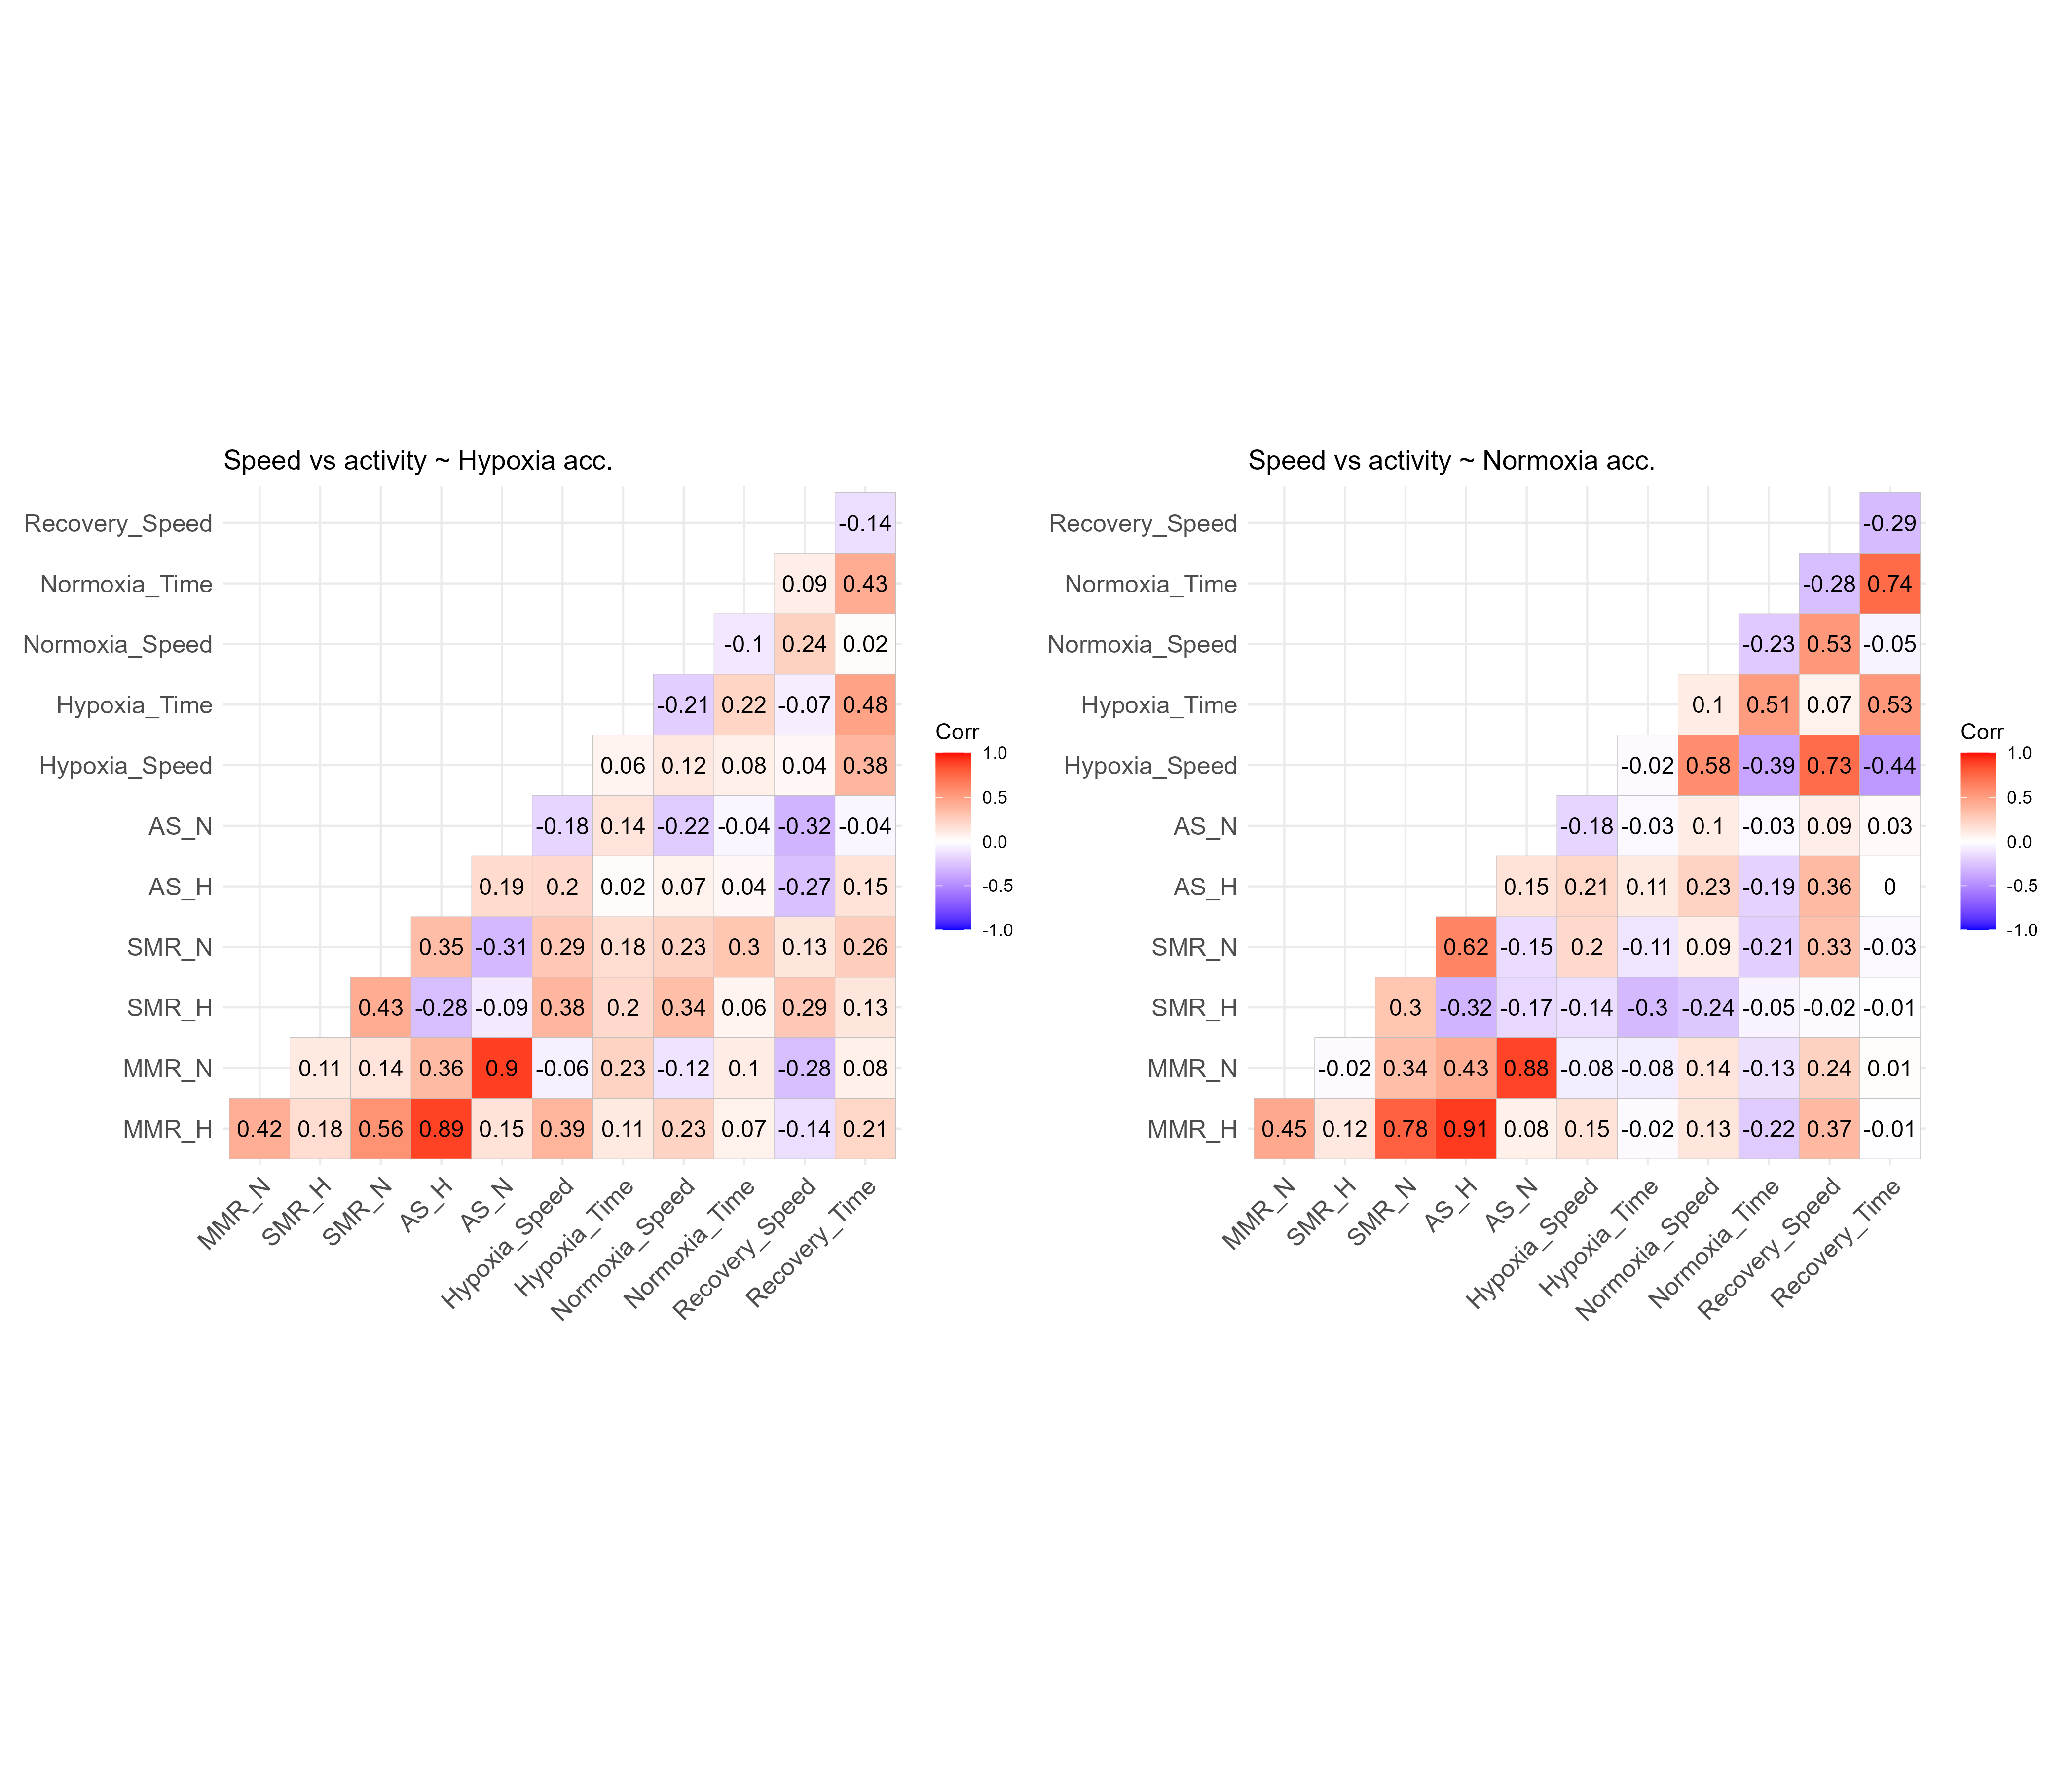 Speed vs activity ~ Hypoxia acc.
Recovery_Speed -0.14
Normoxia_Time 0.09 0.43
Normoxia_Speed -0.1 0.24 0.02
Hypoxia_Time -0.21 0.22 -0.07 0.48
Hypoxia_Speed 0.06 0.12 0.08 0.04 0.38
AS_N -0.18 0.14 -0.22 -0.04 -0.32 -0.04
AS_H 0.19 0.2 0.02 0.07 0.04 -0.27 0.15
SMR_N 0.35 -0.31 0.29 0.18 0.23 0.3 0.13 0.26
SMR_H 0.43 -0.28 -0.09 0.38 0.2 0.34 0.06 0.29 0.13
MMR_N 0.11 0.14 0.36 0.9 -0.06 0.23 -0.12 0.1 -0.28 0.08
MMR_H 0.42 0.18 0.56 0.89 0.15 0.39 0.11 0.23 0.07 -0.14 0.21
MMR_N
SMR_H
SMR_N
AS_H
AS_N
Hypoxia_Speed
Hypoxia_Time
Normoxia_Speed
Normoxia_Time
Recovery_Speed
Recovery_Time
Corr
1.0
0.5
0.0
-0.5
-1.0
Speed vs activity ~ Normoxia acc.
Recovery_Speed -0.29
Normoxia_Time -0.28 0.74
Normoxia_Speed -0.23 0.53 -0.05
Hypoxia_Time 0.1 0.51 0.07 0.53
Hypoxia_Speed -0.02 0.58 -0.39 0.73 -0.44
AS_N -0.18 -0.03 0.1 -0.03 0.09 0.03
AS_H 0.15 0.21 0.11 0.23 -0.19 0.36 0
SMR_N 0.62 -0.15 0.2 -0.11 0.09 -0.21 0.33 -0.03
SMR_H 0.3 -0.32 -0.17 -0.14 -0.3 -0.24 -0.05 -0.02 -0.01
MMR_N -0.02 0.34 0.43 0.88 -0.08 -0.08 0.14 -0.13 0.24 0.01
MMR_H 0.45 0.12 0.78 0.91 0.08 0.15 -0.02 0.13 -0.22 0.37 -0.01
MMR_N
SMR_H
SMR_N
AS_H
AS_N
Hypoxia_Speed
Hypoxia_Time
Normoxia_Speed
Normoxia_Time
Recovery_Speed
Recovery_Time
Corr
1.0
0.5
0.0
-0.5
-1.0